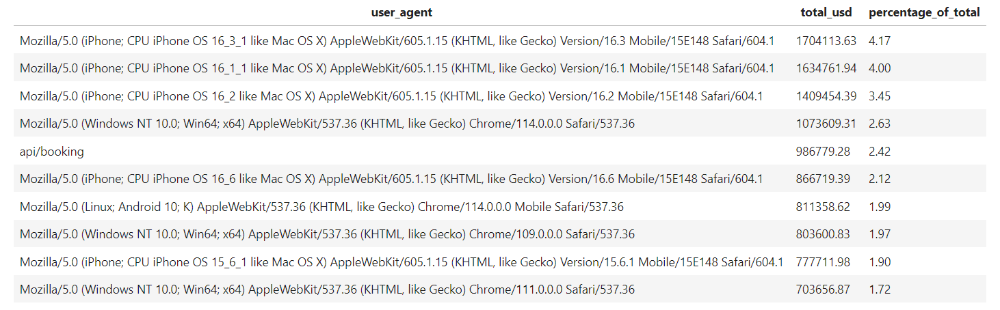 user_agent total_usd percentage_of_total
Mozilla/5.0 (iPhone; CPU iPhone OS 16_3_1 like Mac OS X) AppleWebKit/605.1.15 (KHTML, like Gecko) Version/16.3 Mobile/15E148 Safari/604.1 1704113.63 4.17
Mozilla/5.0 (iPhone; CPU iPhone OS 16_1_1 like Mac OS X) AppleWebKit/605.1.15 (KHTML, like Gecko) Version/16.1 Mobile/15E148 Safari/604.1 1634761.94 4.00
Mozilla/5.0 (iPhone; CPU iPhone OS 16_2 like Mac OS X) AppleWebKit/605.1.15 (KHTML, like Gecko) Version/16.2 Mobile/15E148 Safari/604.1 1409454.39 3.45
Mozilla/5.0 (Windows NT 10.0; Win64; x64) AppleWebKit/537.36 (KHTML, like Gecko) Chrome/114.0.0.0 Safari/537.36 1073609.31 2.63
api/booking 986779.28 2.42
Mozilla/5.0 (iPhone; CPU iPhone OS 16_6 like Mac OS X) AppleWebKit/605.1.15 (KHTML, like Gecko) Version/16.6 Mobile/15E148 Safari/604.1 866719.39 2.12
Mozilla/5.0 (Linux; Android 10; K) AppleWebKit/537.36 (KHTML, like Gecko) Chrome/114.0.0.0 Mobile Safari/537.36 811358.62 1.99
Mozilla/5.0 (Windows NT 10.0; Win64; x64) AppleWebKit/537.36 (KHTML, like Gecko) Chrome/109.0.0.0 Safari/537.36 803600.83 1.97
Mozilla/5.0 (iPhone; CPU iPhone OS 15_6_1 like Mac OS X) AppleWebKit/605.1.15 (KHTML, like Gecko) Version/15.6.1 Mobile/15E148 Safari/604.1 777711.98 1.90
Mozilla/5.0 (Windows NT 10.0; Win64; x64) AppleWebKit/537.36 (KHTML, like Gecko) Chrome/111.0.0.0 Safari/537.36 703656.87 1.72